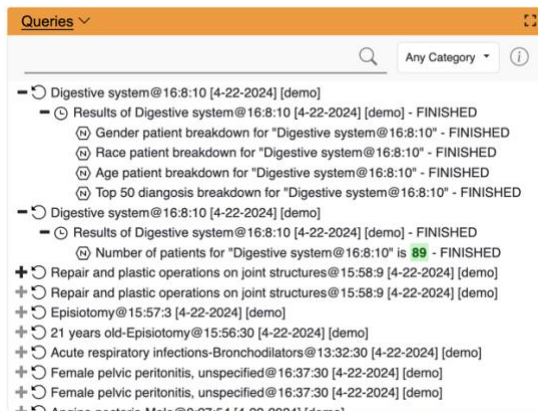 Queries
Any Category
Digestive system@16:8:10 [4-22-2024] [demo]
Results of Digestive system@16:8:10 [4-22-2024] [demo] - FINISHED
Gender patient breakdown for "Digestive system@16:8:10" - FINISHED
Race patient breakdown for "Digestive system@16:8:10" - FINISHED
Age patient breakdown for "Digestive system@16:8:10" - FINISHED
Top 50 diangosis breakdown for "Digestive system@16:8:10" - FINISHED
Digestive system@16:8:10 [4-22-2024] [demo]
Results of Digestive system@16:8:10 [4-22-2024] [demo] - FINISHED
Number of patients for "Digestive system@16:8:10" is 89 - FINISHED
Repair and plastic operations on joint structures@15:58:9 [4-22-2024] [demo]
Repair and plastic operations on joint structures@15:58:9 [4-22-2024] [demo]
Episiotomy@15:57:3 [4-22-2024] [demo]
21 years old-Episiotomy@15:56:30 [4-22-2024] [demo]
Acute respiratory infections-Bronchodilators@13:32:30 [4-22-2024] [demo]
Female pelvic peritonitis, unspecified@16:37:30 [4-22-2024] [demo]
Female pelvic peritonitis, unspecified@16:37:30 [4-22-2024] [demo]